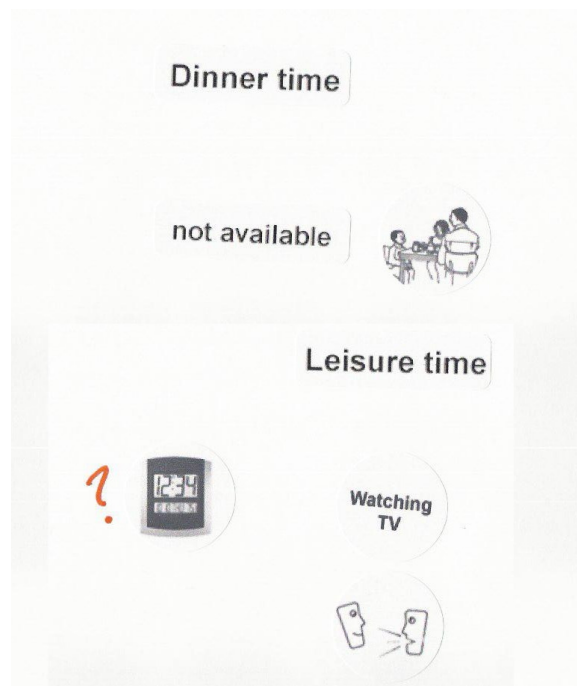 Dinner time
not available
Leisure time
?
12:34
Watching
TV